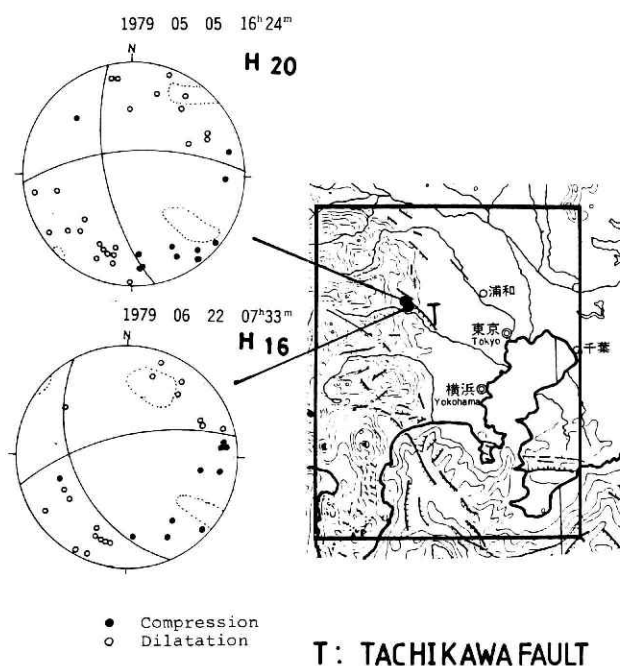 1979 05 05 16h24m
N
H 20
1979 06 22 07h33m
N
H 16
T
浦和
東京
Tokyo
千葉
横浜
Yokohama
● Compression
○ Dilatation
T: TACHIKAWA FAULT